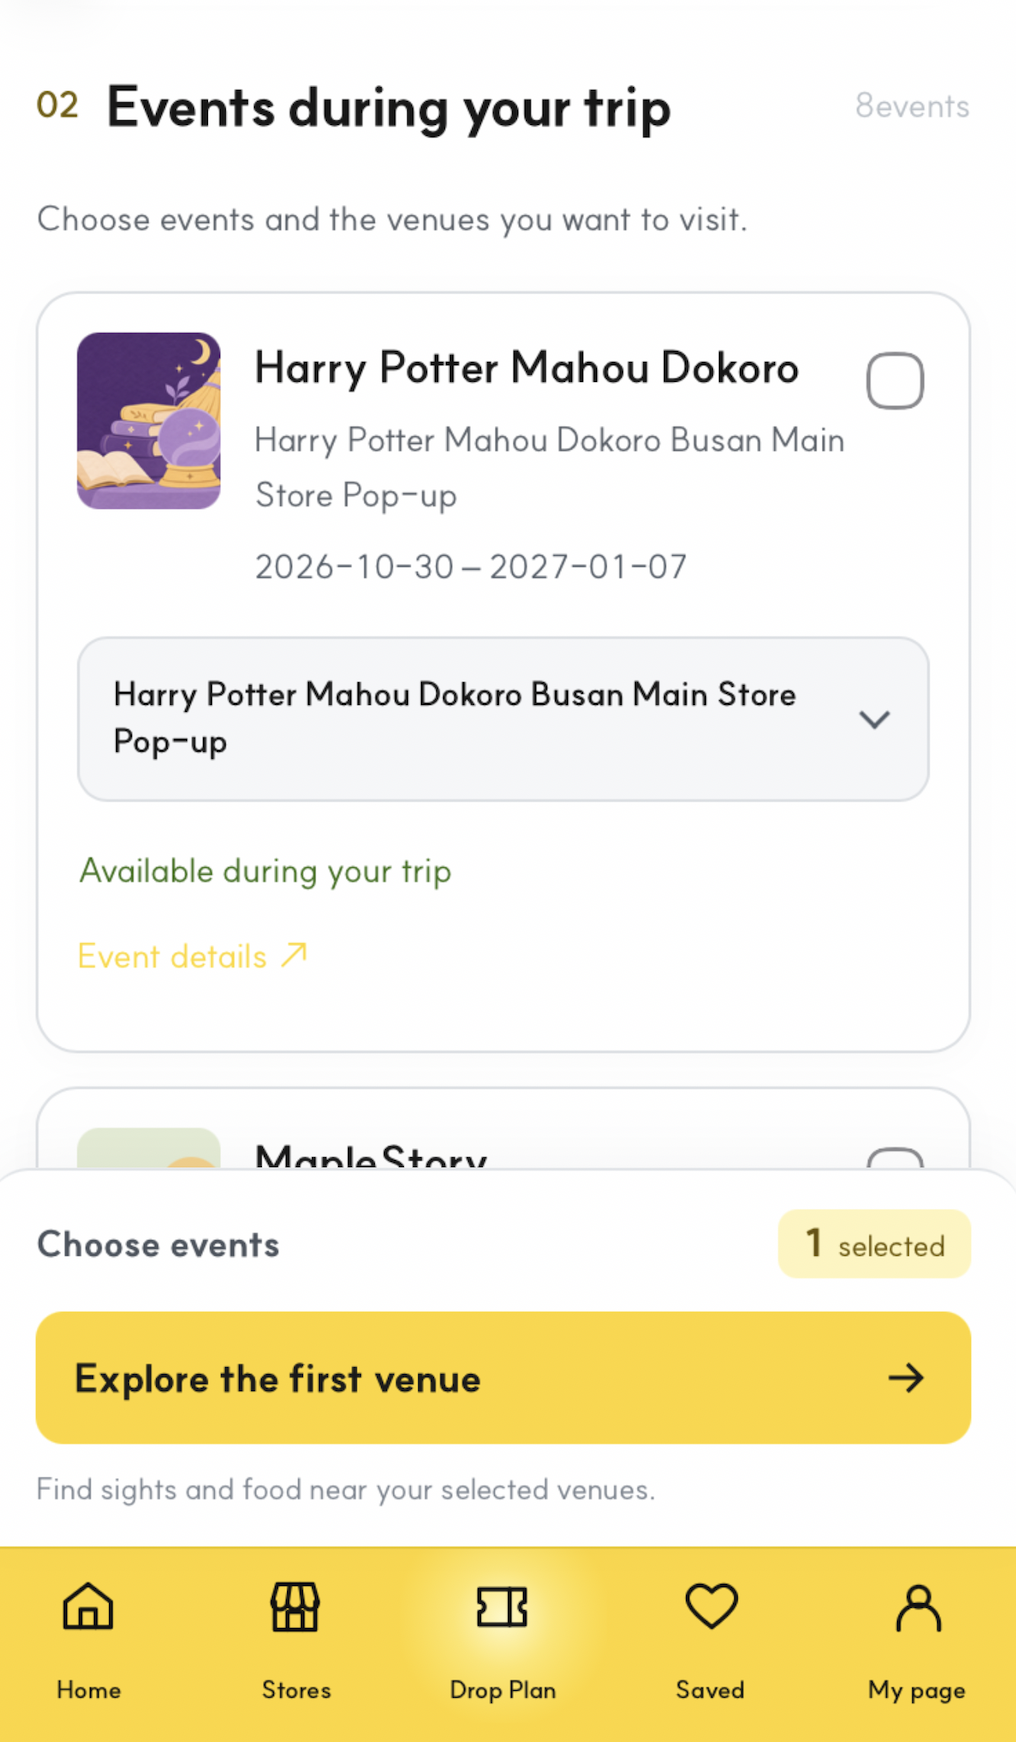 02 Events during your trip 8events
Choose events and the venues you want to visit.
Harry Potter Mahou Dokoro
Harry Potter Mahou Dokoro Busan Main
Store Pop-up
2026-10-30 – 2027-01-07
Harry Potter Mahou Dokoro Busan Main Store
Pop-up
Available during your trip
Event details ↗
MapleStory
Choose events 1 selected
Explore the first venue →
Find sights and food near your selected venues.
Home Stores Drop Plan Saved My page